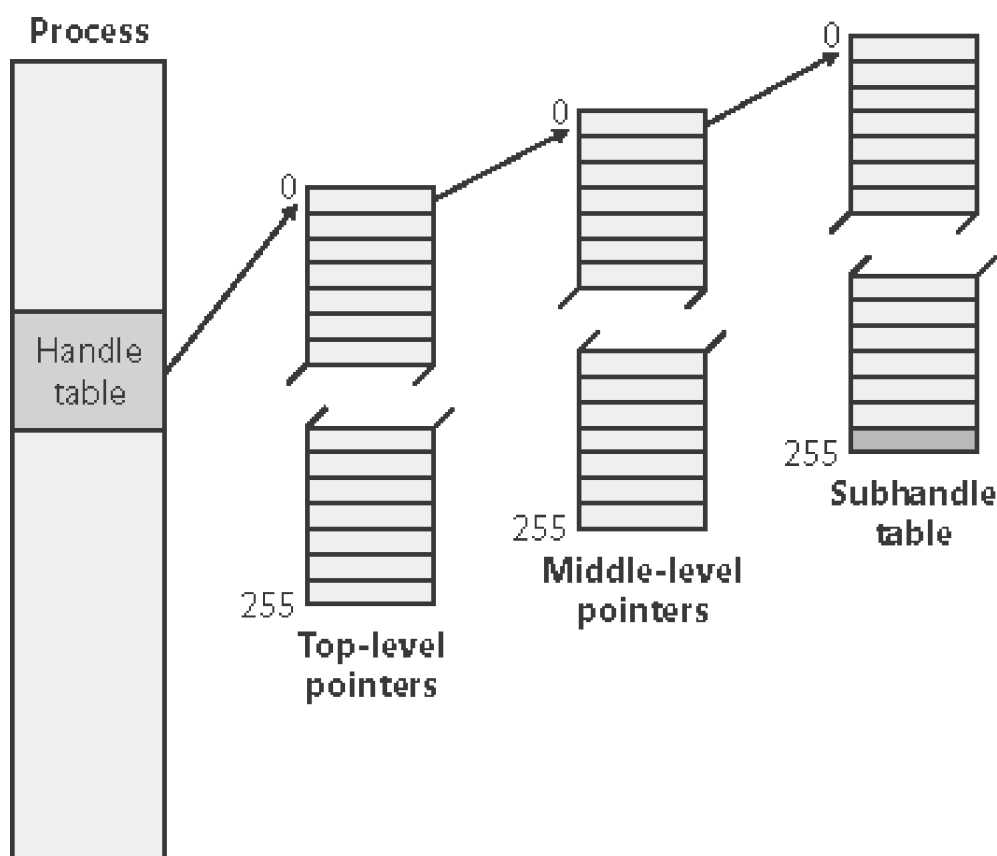 Process
Handle
table
0
255
Top-level
pointers
0
255
Middle-level
pointers
0
255
Subhandle
table